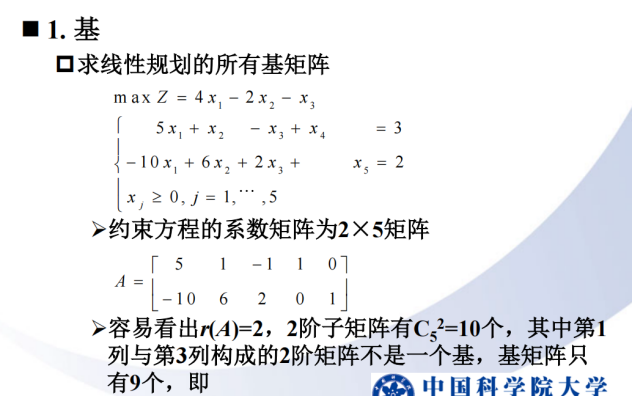 ■ 1. 基
求线性规划的所有基矩阵
max Z = 4x₁ − 2x₂ − x₃
5x₁ + x₂ − x₃ + x₄ = 3
−10x₁ + 6x₂ + 2x₃ + x₅ = 2
xⱼ ≥ 0, j = 1, ⋯, 5
➢约束方程的系数矩阵为2×5矩阵
A = [ 5 1 −1 1 0
−10 6 2 0 1 ]
➢容易看出r(A)=2，2阶子矩阵有C₅²=10个，其中第1
列与第3列构成的2阶矩阵不是一个基，基矩阵只
有9个，即
中国科学院大学